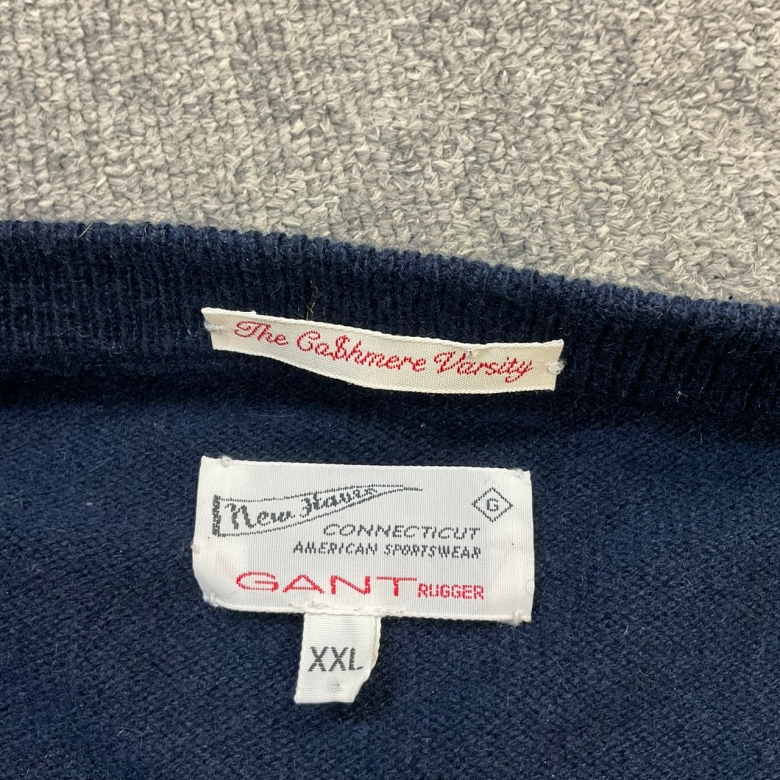 The Ca$hmere Varsity
New Haven
G
CONNECTICUT
AMERICAN SPORTSWEAR
GANT RUGGER
XXL